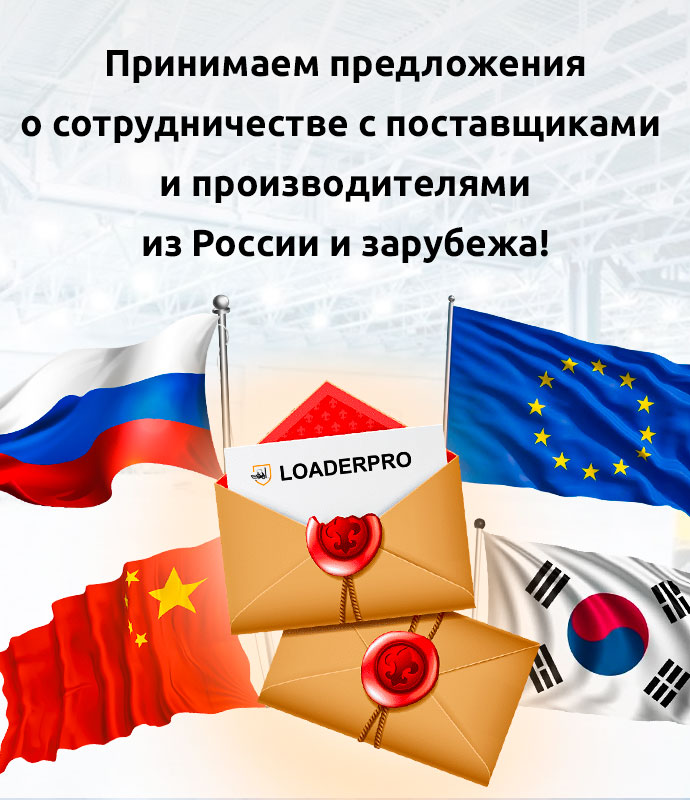 Принимаем предложения
о сотрудничестве с поставщиками
и производителями
из России и зарубежа!
LOADERPRO